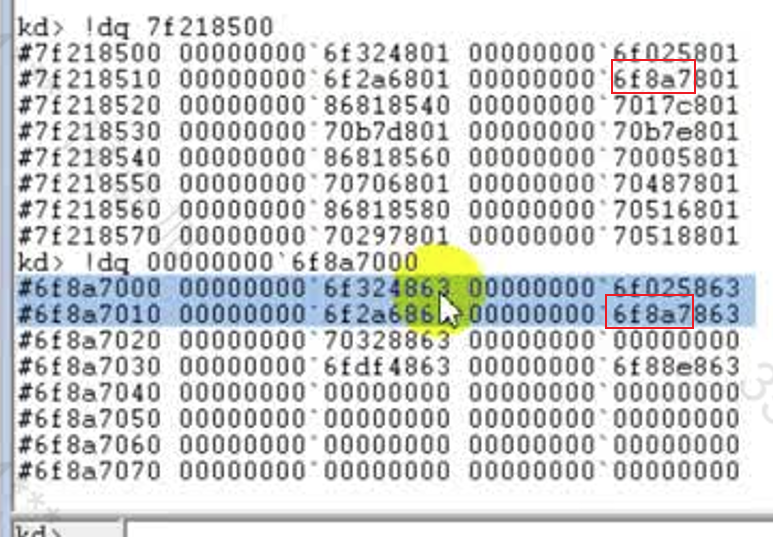 kd> !dq 7f218500
#7f218500 00000000`6f324801 00000000`6f025801
#7f218510 00000000`6f2a6801 00000000`6f8a7801
#7f218520 00000000`86818540 00000000`7017c801
#7f218530 00000000`70b7d801 00000000`70b7e801
#7f218540 00000000`86818560 00000000`70005801
#7f218550 00000000`70706801 00000000`70487801
#7f218560 00000000`86818580 00000000`70516801
#7f218570 00000000`70297801 00000000`70518801
kd> !dq 00000000`6f8a7000
#6f8a7000 00000000`6f324863 00000000`6f025863
#6f8a7010 00000000`6f8a7863
#6f8a7020 00000000`70328863 00000000`00000000
#6f8a7030 00000000`6fdf4863 00000000`6f88e863
#6f8a7040 00000000`00000000 00000000`00000000
#6f8a7050 00000000`00000000 00000000`00000000
#6f8a7060 00000000`00000000 00000000`00000000
#6f8a7070 00000000`00000000 00000000`00000000
kd>